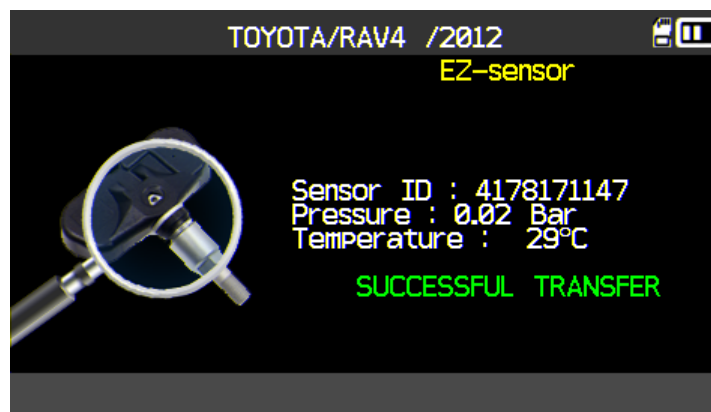 TOYOTA/RAV4 /2012
EZ-sensor
Sensor ID : 4178171147
Pressure : 0.02 Bar
Temperature : 29°C
SUCCESSFUL TRANSFER